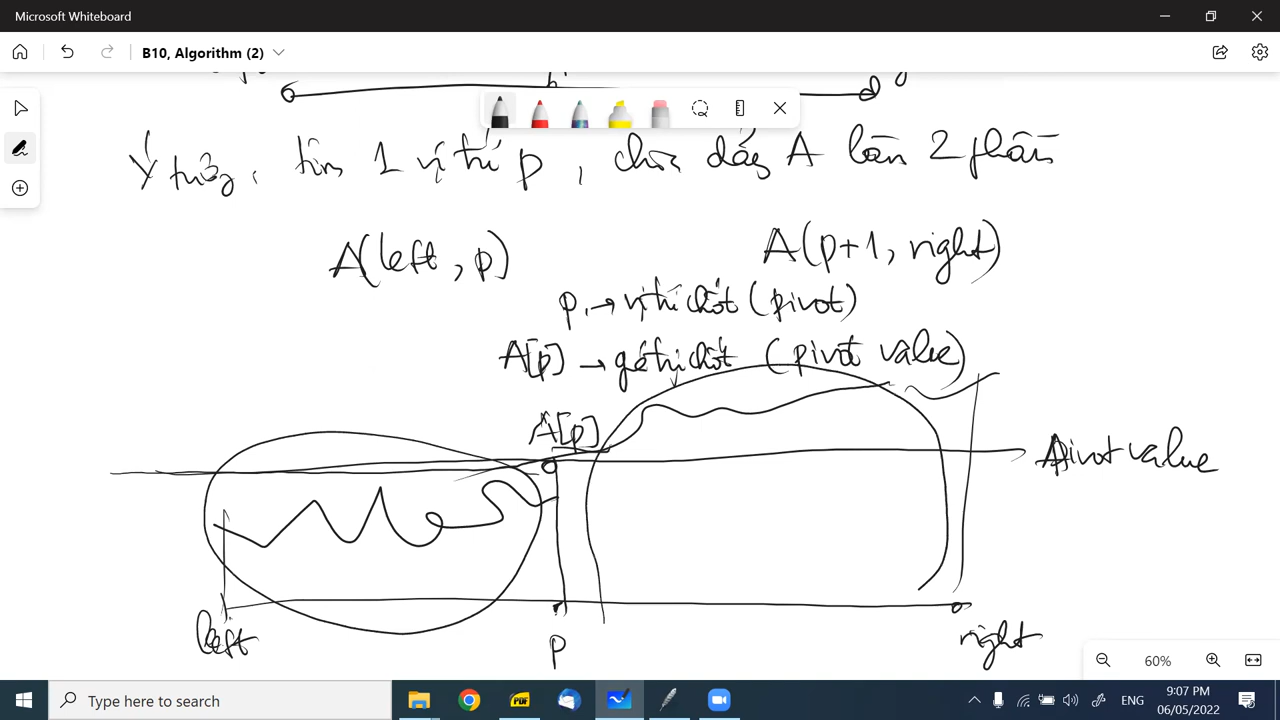 Microsoft Whiteboard
B10, Algorithm (2)
Ý tưởng, tìm 1 vị trí p, chia dãy A làm 2 phần
A(left, p)
A(p+1, right)
p → vị trí chốt (pivot)
A[p] → giá trị chốt (pivot value)
A[p]
pivot value
left
p
right
60%
Type here to search
PDF
ENG
9:07 PM
06/05/2022